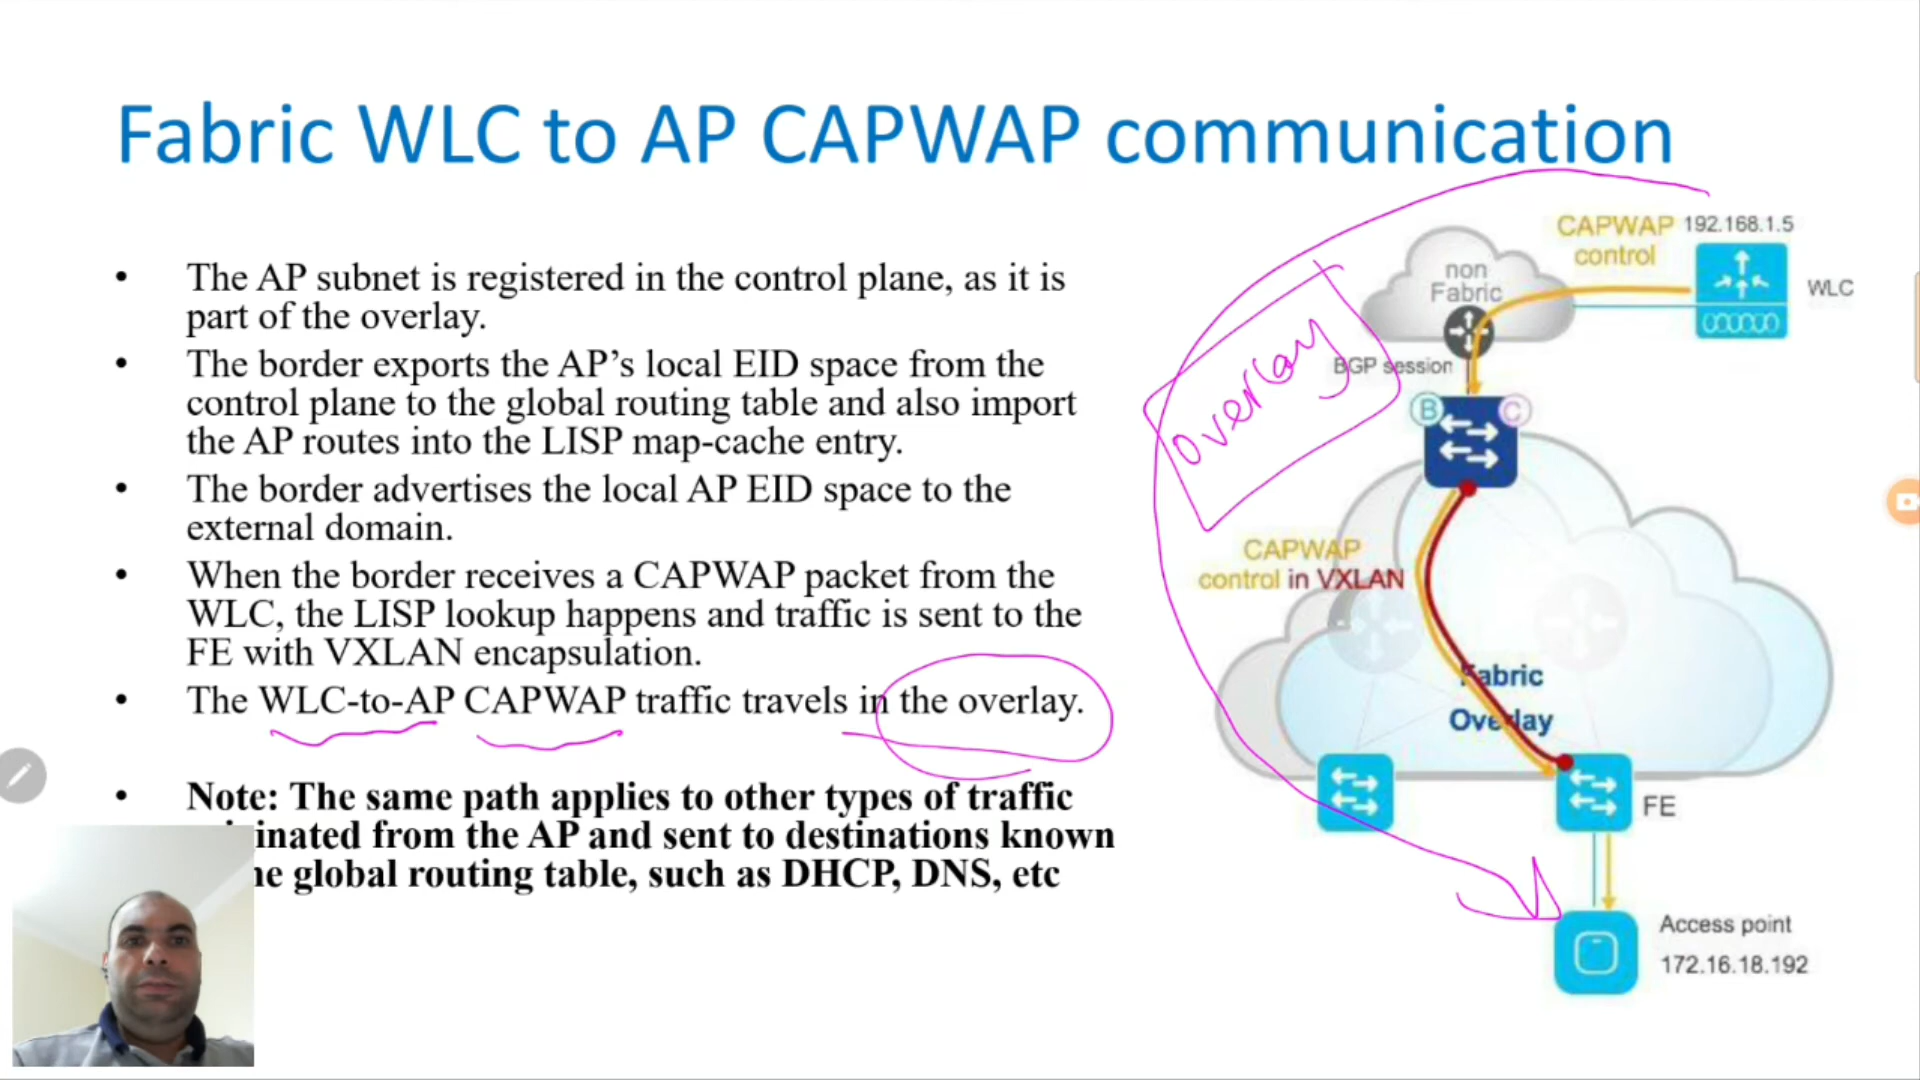 Fabric WLC to AP CAPWAP communication
• The AP subnet is registered in the control plane, as it is
part of the overlay.
• The border exports the AP’s local EID space from the
control plane to the global routing table and also import
the AP routes into the LISP map-cache entry.
• The border advertises the local AP EID space to the
external domain.
• When the border receives a CAPWAP packet from the
WLC, the LISP lookup happens and traffic is sent to the
FE with VXLAN encapsulation.
• The WLC-to-AP CAPWAP traffic travels in the overlay.
• Note: The same path applies to other types of traffic
inated from the AP and sent to destinations known
he global routing table, such as DHCP, DNS, etc
CAPWAP
control
192.168.1.5
WLC
non
Fabric
BGP session
overlay
B
C
CAPWAP
control in VXLAN
Fabric
Overlay
FE
Access point
172.16.18.192